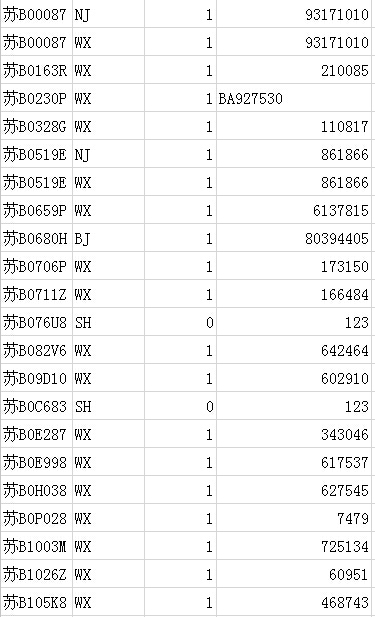 苏B00087 NJ 1 93171010
苏B00087 WX 1 93171010
苏B0163R WX 1 210085
苏B0230P WX 1 BA927530
苏B0328G WX 1 110817
苏B0519E NJ 1 861866
苏B0519E WX 1 861866
苏B0659P WX 1 6137815
苏B0680H BJ 1 80394405
苏B0706P WX 1 173150
苏B0711Z WX 1 166484
苏B076U8 SH 0 123
苏B082V6 WX 1 642464
苏B09D10 WX 1 602910
苏B0C683 SH 0 123
苏B0E287 WX 1 343046
苏B0E998 WX 1 617537
苏B0H038 WX 1 627545
苏B0P028 WX 1 7479
苏B1003M WX 1 725134
苏B1026Z WX 1 60951
苏B105K8 WX 1 468743